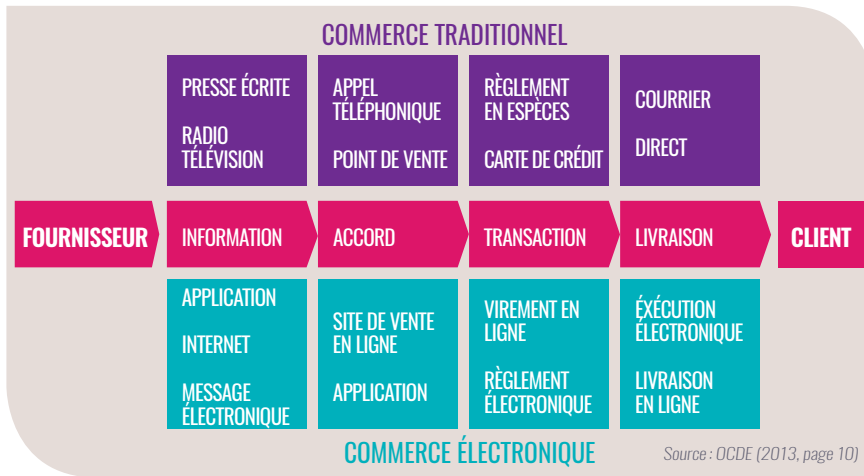 COMMERCE TRADITIONNEL
PRESSE ÉCRITE
RADIO
TÉLÉVISION
APPEL
TÉLÉPHONIQUE
POINT DE VENTE
RÈGLEMENT
EN ESPÈCES
CARTE DE CRÉDIT
COURRIER
DIRECT
FOURNISSEUR
INFORMATION
ACCORD
TRANSACTION
LIVRAISON
CLIENT
APPLICATION
INTERNET
MESSAGE
ÉLECTRONIQUE
SITE DE VENTE
EN LIGNE
APPLICATION
VIREMENT EN
LIGNE
RÈGLEMENT
ÉLECTRONIQUE
ÉXÉCUTION
ÉLECTRONIQUE
LIVRAISON
EN LIGNE
COMMERCE ÉLECTRONIQUE
Source : OCDE (2013, page 10)